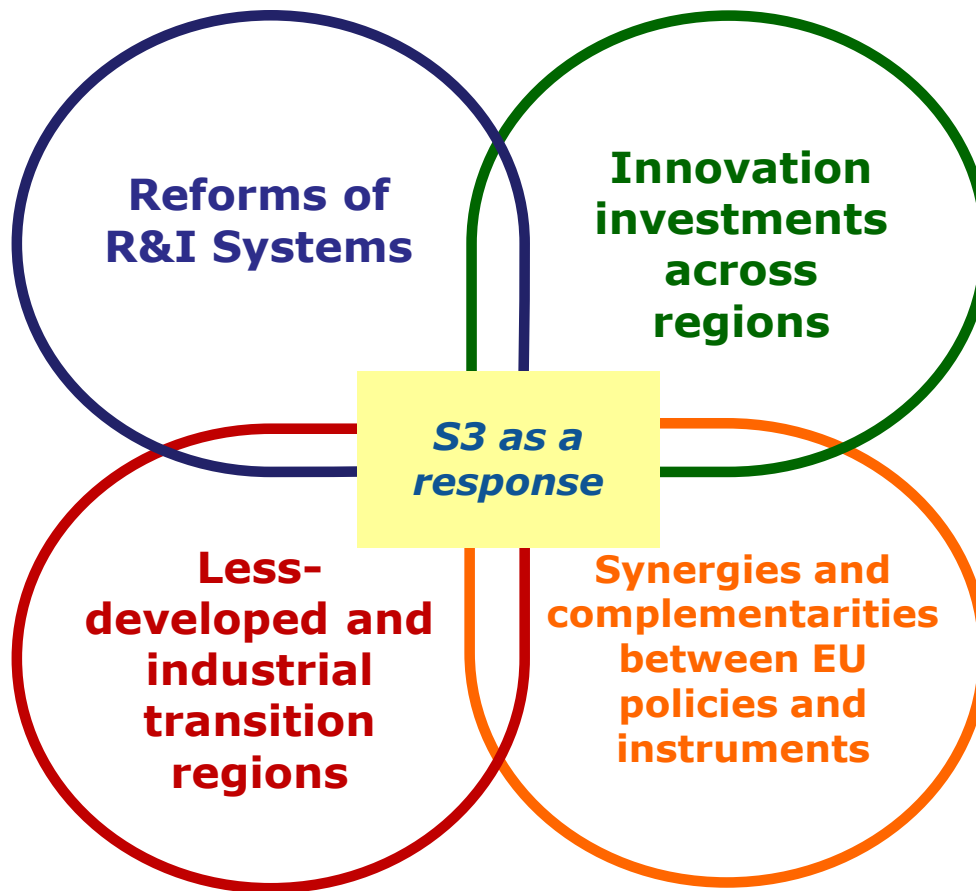 Reforms of
R&I Systems
Innovation
investments
across
regions
S3 as a
response
Less-
developed and
industrial
transition
regions
Synergies and
complementarities
between EU
policies and
instruments